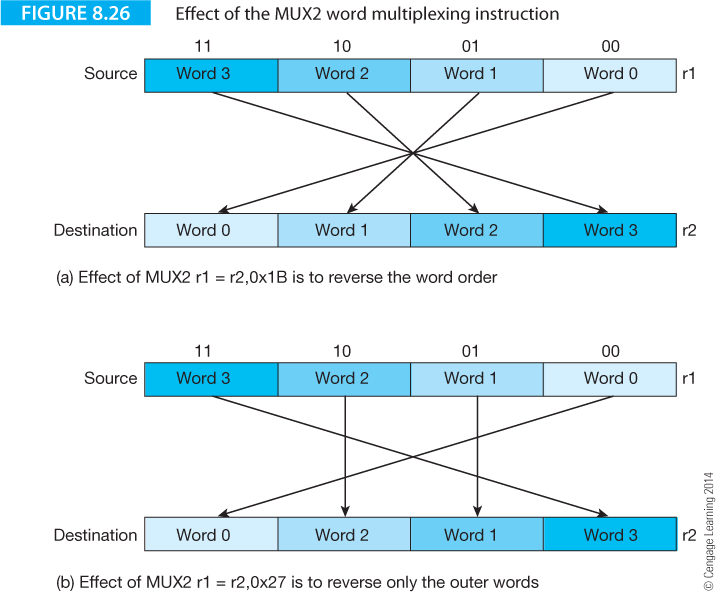 FIGURE 8.26 Effect of the MUX2 word multiplexing instruction
11 10 01 00
Source Word 3 Word 2 Word 1 Word 0 r1
Destination Word 0 Word 1 Word 2 Word 3 r2
(a) Effect of MUX2 r1 = r2,0x1B is to reverse the word order
11 10 01 00
Source Word 3 Word 2 Word 1 Word 0 r1
Destination Word 0 Word 2 Word 1 Word 3 r2
(b) Effect of MUX2 r1 = r2,0x27 is to reverse only the outer words
© Cengage Learning 2014